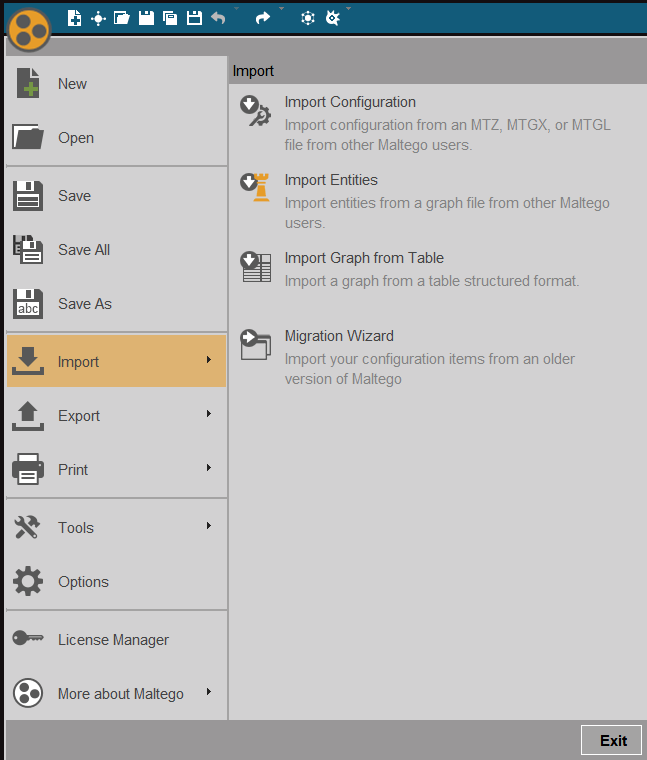 New
Open
Save
Save All
abc
Save As
Import
Export
Print
Tools
Options
License Manager
More about Maltego
Import
Import Configuration
Import configuration from an MTZ, MTGX, or MTGL
file from other Maltego users.
Import Entities
Import entities from a graph file from other Maltego
users.
Import Graph from Table
Import a graph from a table structured format.
Migration Wizard
Import your configuration items from an older
version of Maltego
Exit